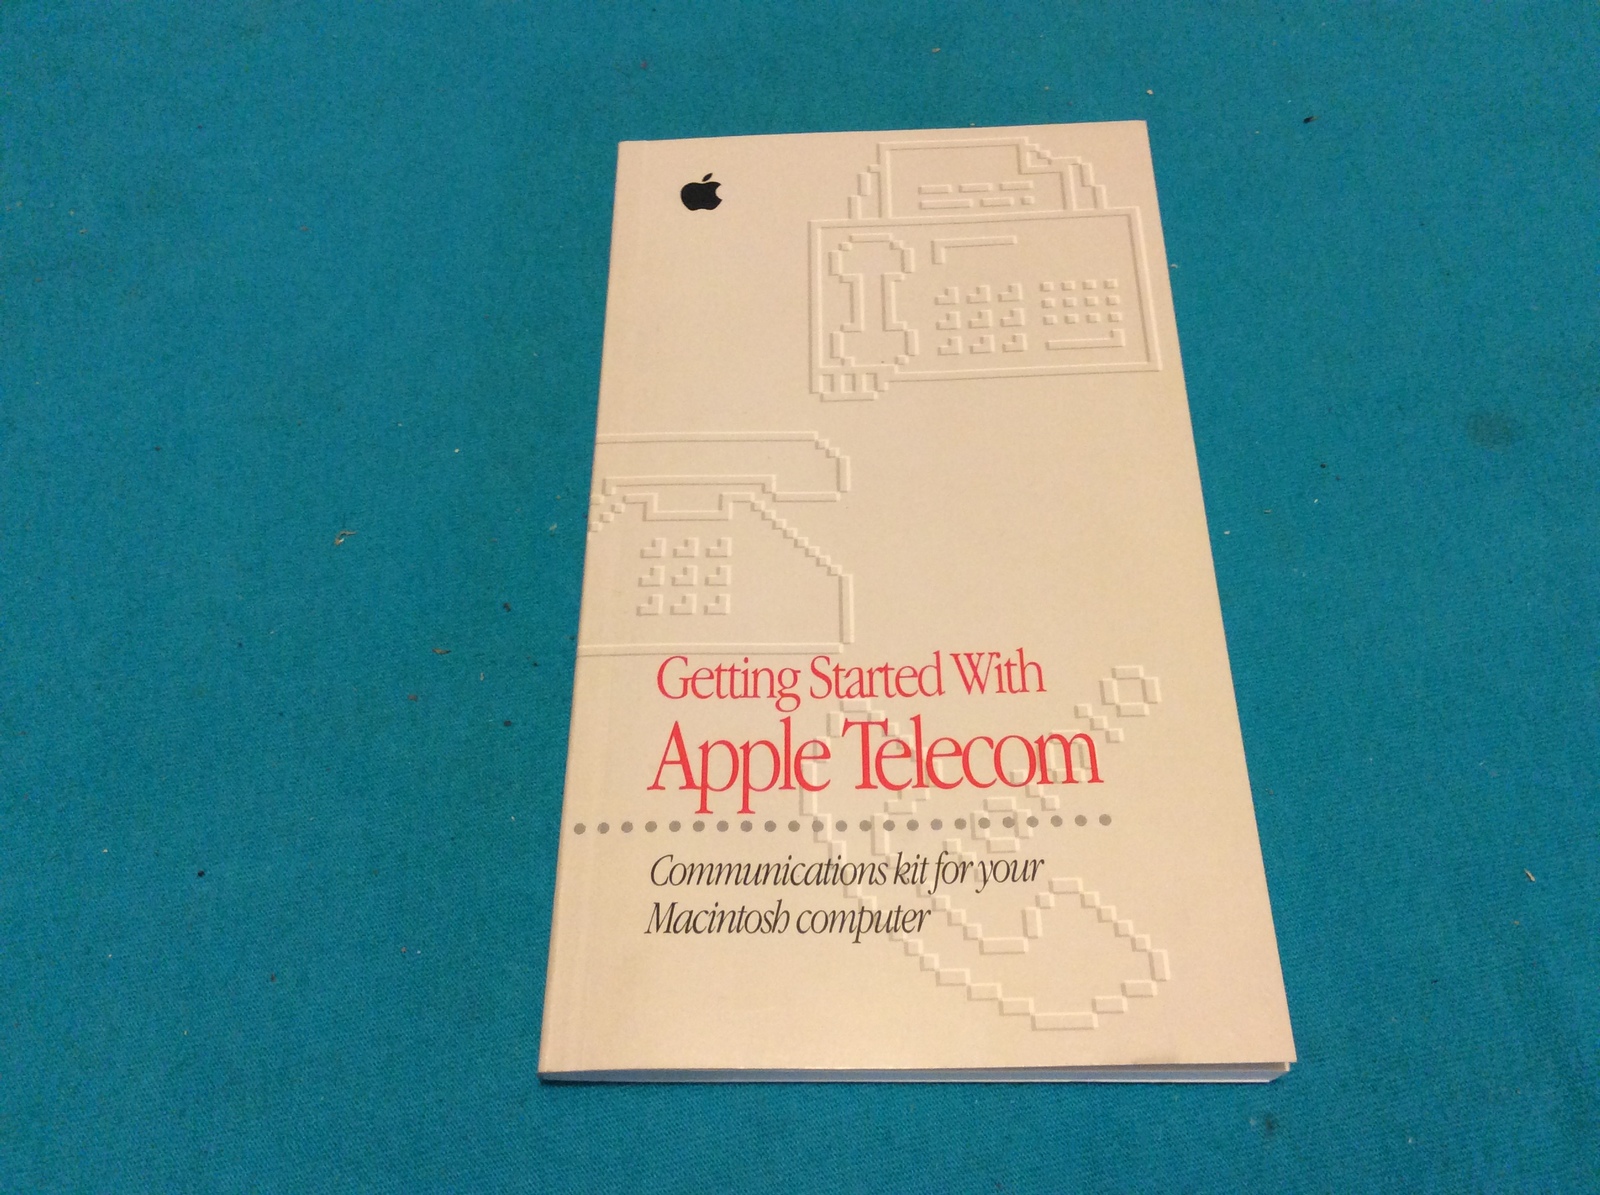 Getting Started With
Apple Telecom
Communications kit for your
Macintosh computer